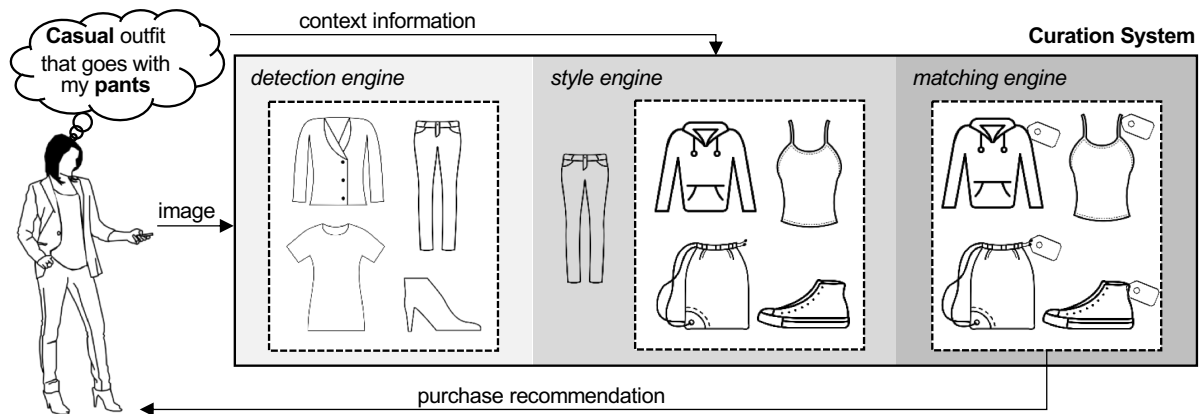 context information
Casual outfit
that goes with
my pants
Curation System
detection engine
style engine
matching engine
image
purchase recommendation